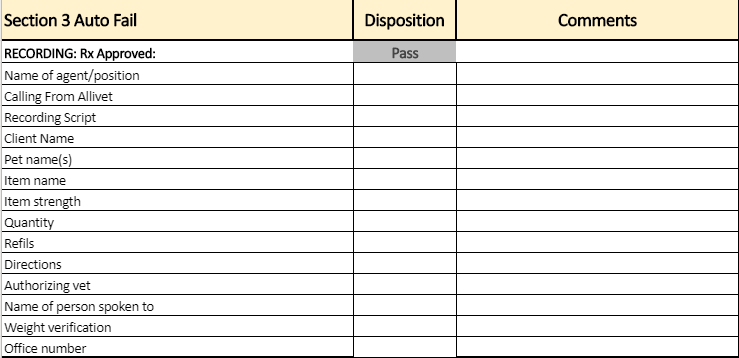 Section 3 Auto Fail Disposition Comments
RECORDING: Rx Approved: Pass
Name of agent/position
Calling From Allivet
Recording Script
Client Name
Pet name(s)
Item name
Item strength
Quantity
Refils
Directions
Authorizing vet
Name of person spoken to
Weight verification
Office number